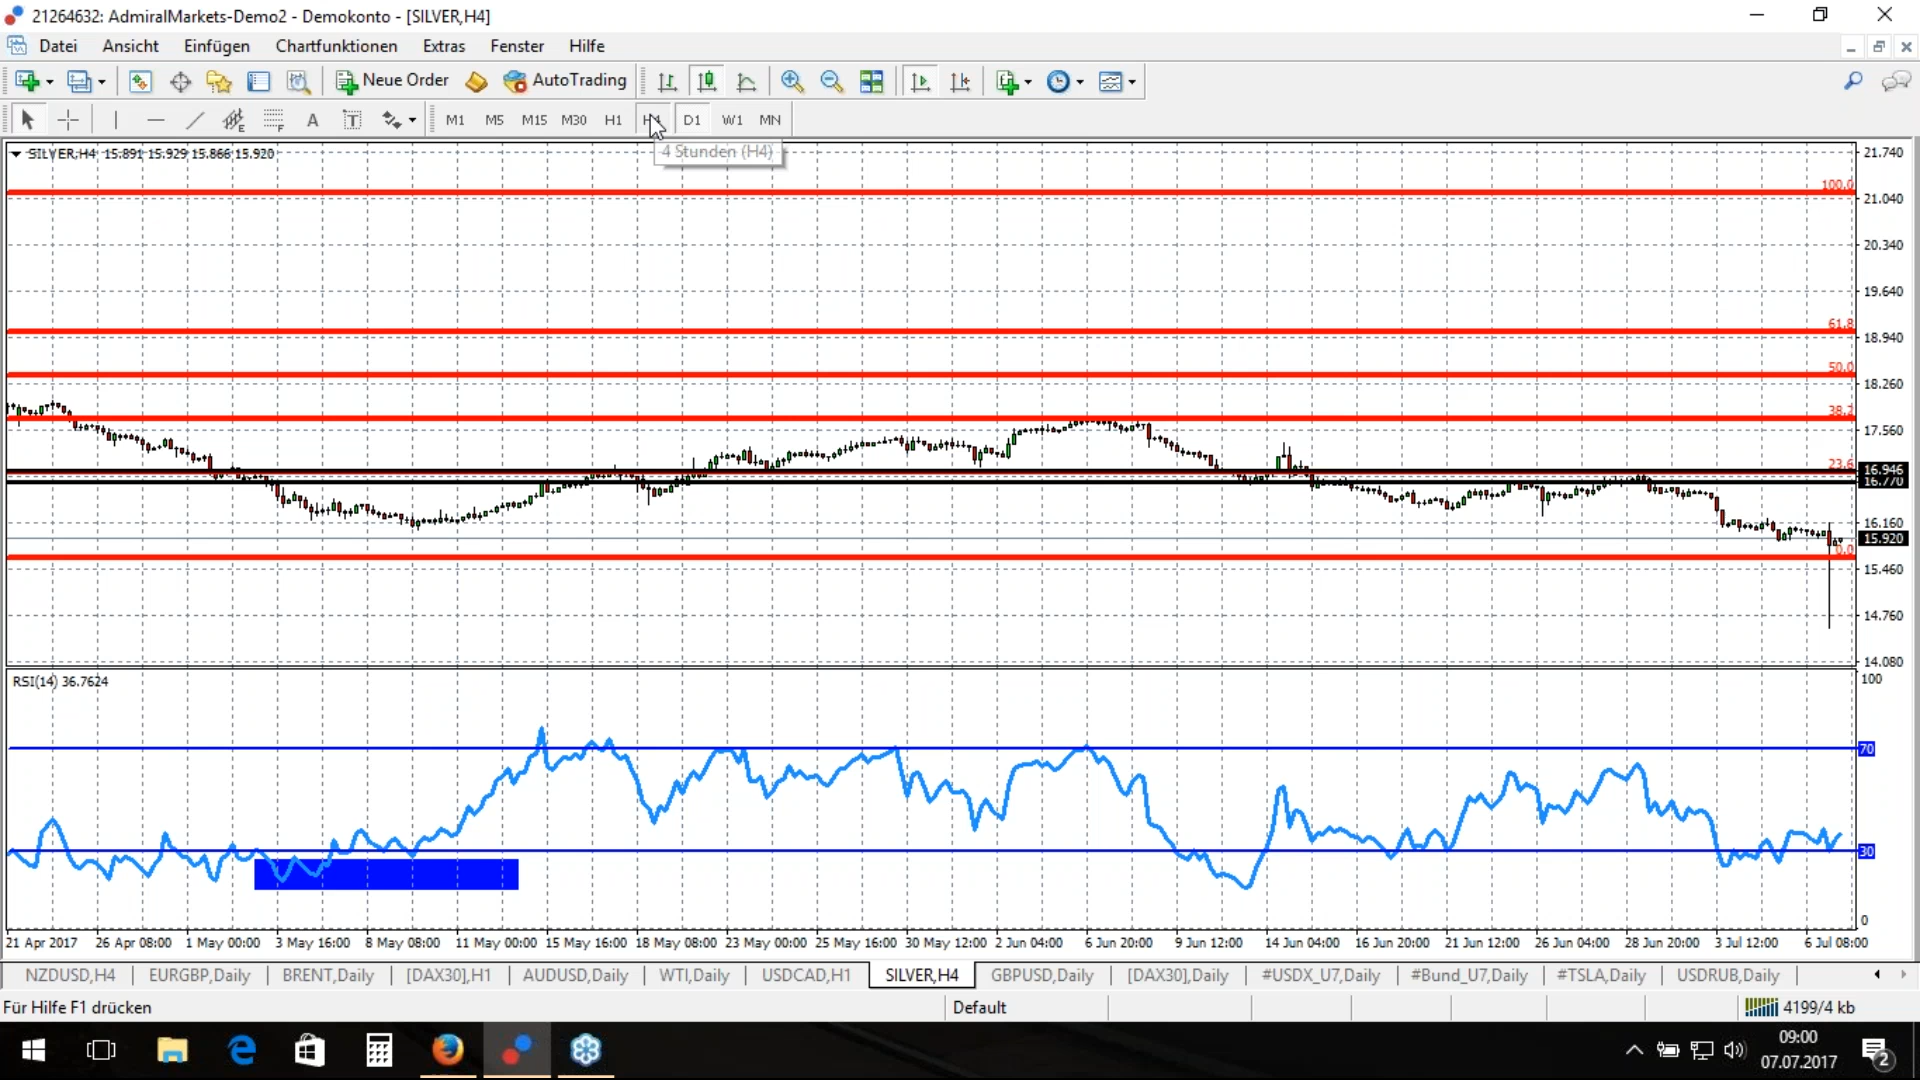 21264632: AdmiralMarkets-Demo2 - Demokonto - [SILVER,H4]
Datei Ansicht Einfügen Chartfunktionen Extras Fenster Hilfe
Neue Order AutoTrading
A T M1 M5 M15 M30 H1 H4 D1 W1 MN
4 Stunden (H4)
SILVER,H4 15.891 15.929 15.866 15.920
21.740
100.0
21.040
20.340
19.640
61.8
18.940
50.0
18.260
38.2
17.560
23.6
16.946
16.770
16.160
15.920
0.0
15.460
14.760
14.080
RSI(14) 36.7624
100
70
30
0
21 Apr 2017 26 Apr 08:00 1 May 00:00 3 May 16:00 8 May 08:00 11 May 00:00 15 May 16:00 18 May 08:00 23 May 00:00 25 May 16:00 30 May 12:00 2 Jun 04:00 6 Jun 20:00 9 Jun 12:00 14 Jun 04:00 16 Jun 20:00 21 Jun 12:00 26 Jun 04:00 28 Jun 20:00 3 Jul 12:00 6 Jul 08:00
NZDUSD,H4 EURGBP,Daily BRENT,Daily [DAX30],H1 AUDUSD,Daily WTI,Daily USDCAD,H1 SILVER,H4 GBPUSD,Daily [DAX30],Daily #USDX_U7,Daily #Bund_U7,Daily #TSLA,Daily USDRUB,Daily
Für Hilfe F1 drücken Default 4199/4 kb
09:00
07.07.2017
2